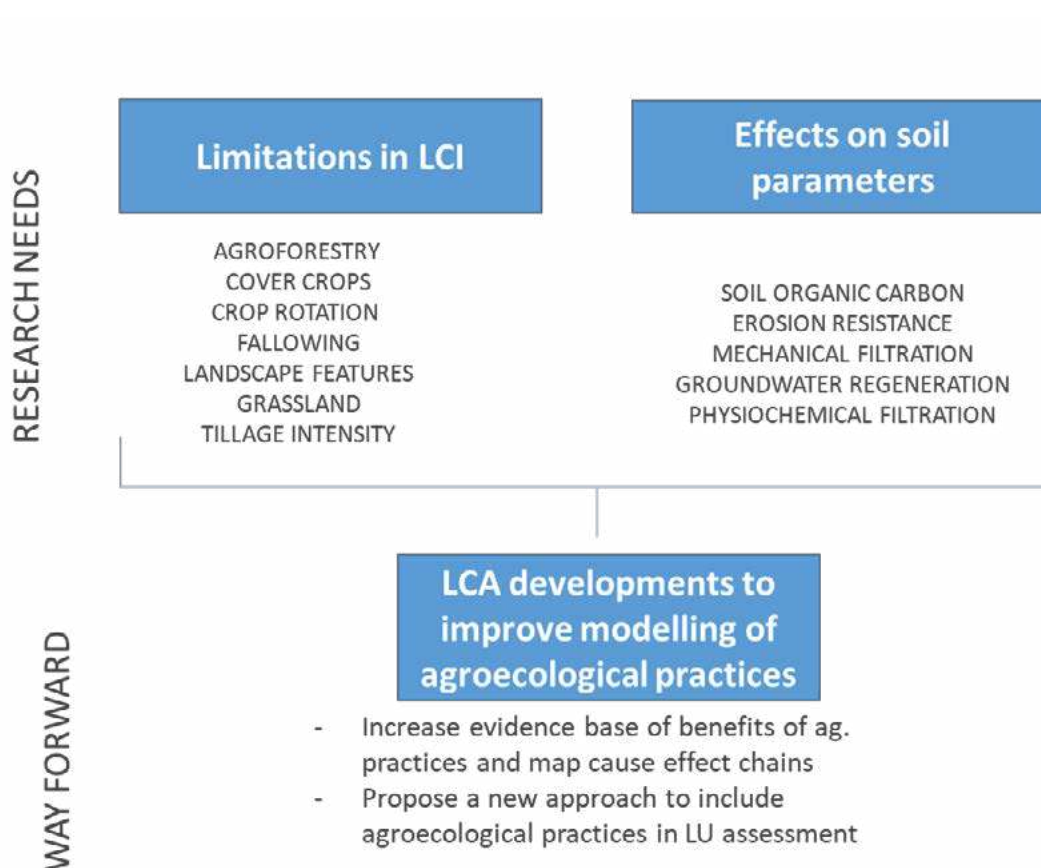 RESEARCH NEEDS
Limitations in LCI
AGROFORESTRY
COVER CROPS
CROP ROTATION
FALLOWING
LANDSCAPE FEATURES
GRASSLAND
TILLAGE INTENSITY
Effects on soil
parameters
SOIL ORGANIC CARBON
EROSION RESISTANCE
MECHANICAL FILTRATION
GROUNDWATER REGENERATION
PHYSIOCHEMICAL FILTRATION
WAY FORWARD
LCA developments to
improve modelling of
agroecological practices
- Increase evidence base of benefits of ag.
practices and map cause effect chains
- Propose a new approach to include
agroecological practices in LU assessment